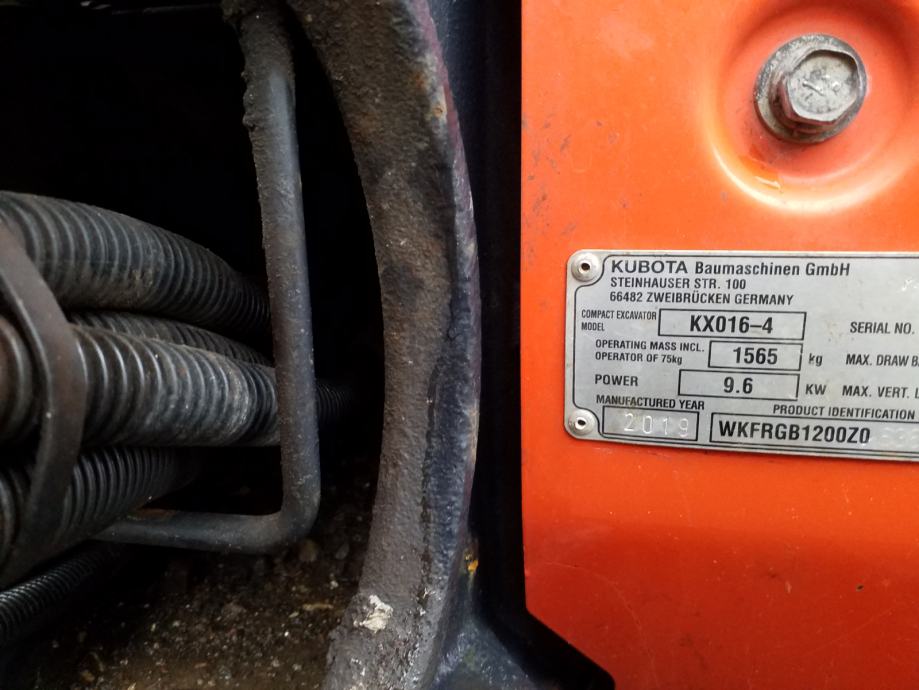 KUBOTA Baumaschinen GmbH
STEINHAUSER STR. 100
66482 ZWEIBRÜCKEN GERMANY
COMPACT EXCAVATOR
MODEL
KX016-4
SERIAL NO.
OPERATING MASS INCL.
OPERATOR OF 75kg
1565 kg
MAX. DRAW B
POWER
9.6 KW
MAX. VERT. L
MANUFACTURED YEAR
PRODUCT IDENTIFICATION
2019
WKFRGB1200Z0